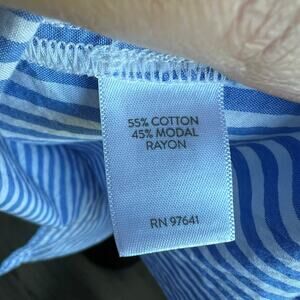 55% COTTON
45% MODAL
RAYON
RN 97641